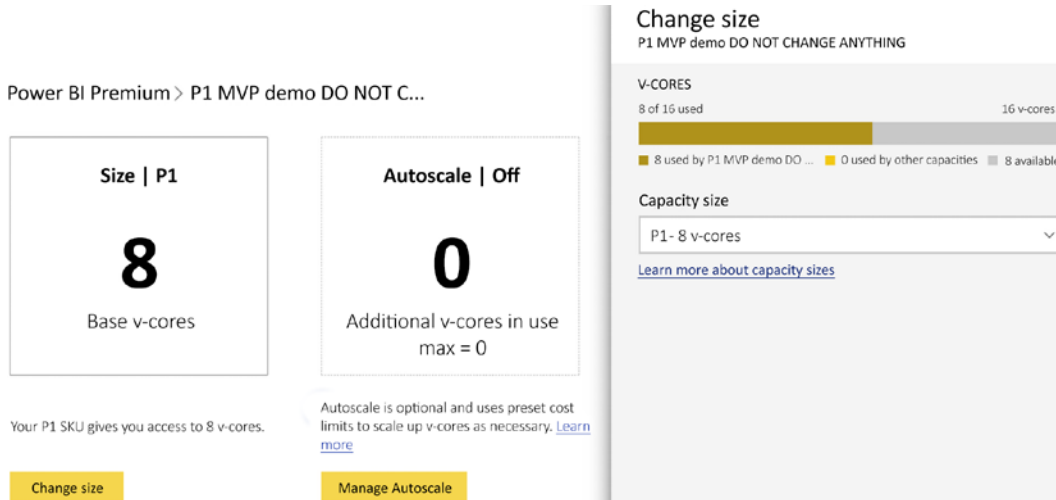 Power BI Premium > P1 MVP demo DO NOT C...
Size | P1
8
Base v-cores
Your P1 SKU gives you access to 8 v-cores.
Change size
Autoscale | Off
0
Additional v-cores in use
max = 0
Autoscale is optional and uses preset cost
limits to scale up v-cores as necessary. Learn
more
Manage Autoscale
Change size
P1 MVP demo DO NOT CHANGE ANYTHING
V-CORES
8 of 16 used 16 v-cores
8 used by P1 MVP demo DO ... 0 used by other capacities 8 available
Capacity size
P1- 8 v-cores
Learn more about capacity sizes